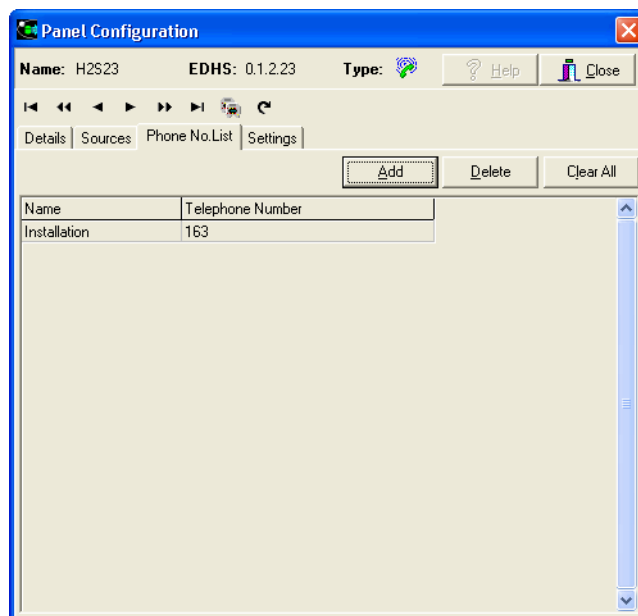 Panel Configuration
Name: H2S23 EDHS: 0.1.2.23 Type: Help Close
Details Sources Phone No.List Settings
Add Delete Clear All
Name Telephone Number
Installation 163